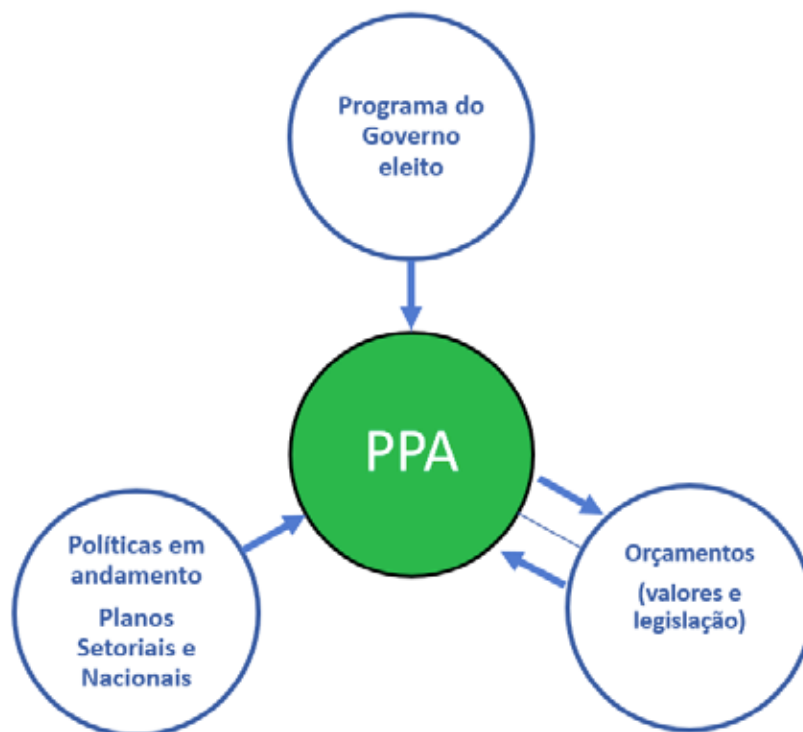 Programa do
Governo
eleito
PPA
Políticas em
andamento
Planos
Setoriais e
Nacionais
Orçamentos
(valores e
legislação)